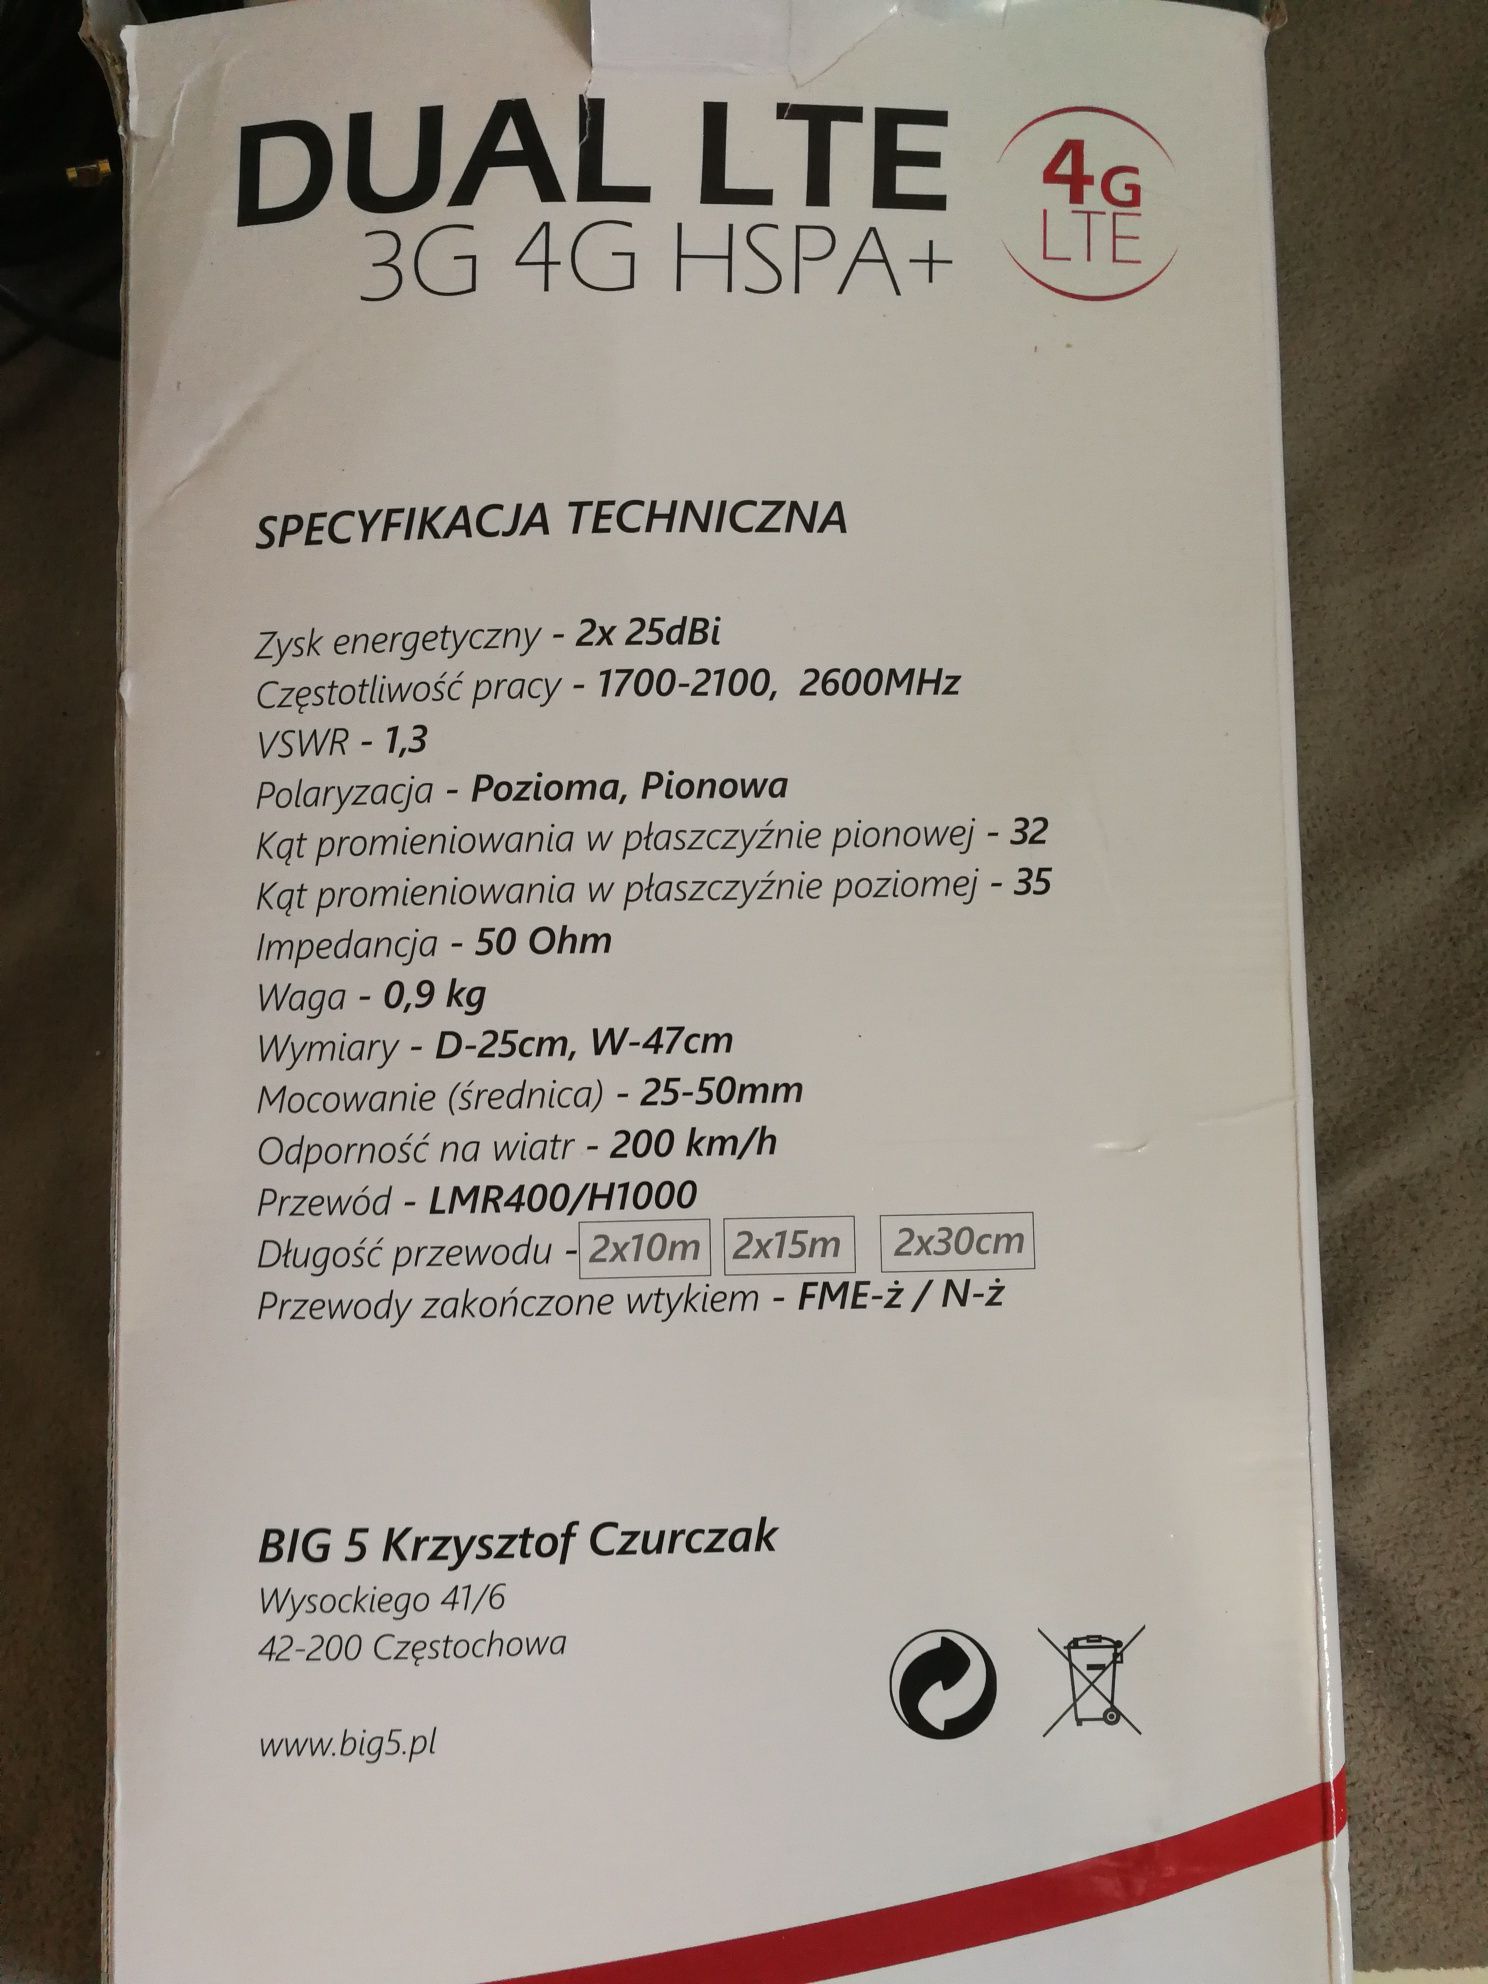 DUAL LTE
3G 4G HSPA+
4G
LTE
SPECYFIKACJA TECHNICZNA
Zysk energetyczny - 2x 25dBi
Częstotliwość pracy - 1700-2100, 2600MHz
VSWR - 1,3
Polaryzacja - Pozioma, Pionowa
Kąt promieniowania w płaszczyźnie pionowej - 32
Kąt promieniowania w płaszczyźnie poziomej - 35
Impedancja - 50 Ohm
Waga - 0,9 kg
Wymiary - D-25cm, W-47cm
Mocowanie (średnica) - 25-50mm
Odporność na wiatr - 200 km/h
Przewód - LMR400/H1000
Długość przewodu - 2x10m 2x15m 2x30cm
Przewody zakończone wtykiem - FME-ż / N-ż
BIG 5 Krzysztof Czurczak
Wysockiego 41/6
42-200 Częstochowa
www.big5.pl